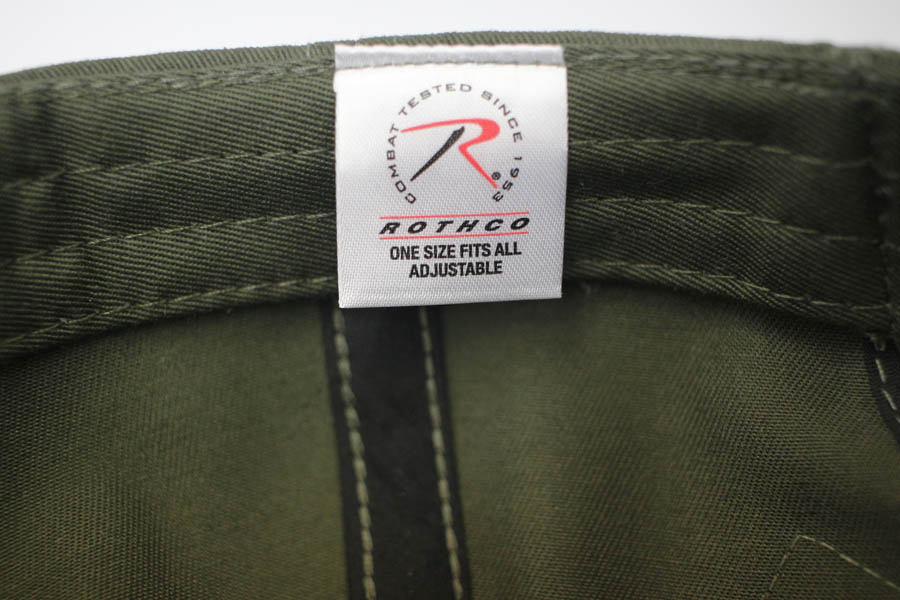 COMBAT TESTED SINCE 1953
R®
ROTHCO
ONE SIZE FITS ALL
ADJUSTABLE